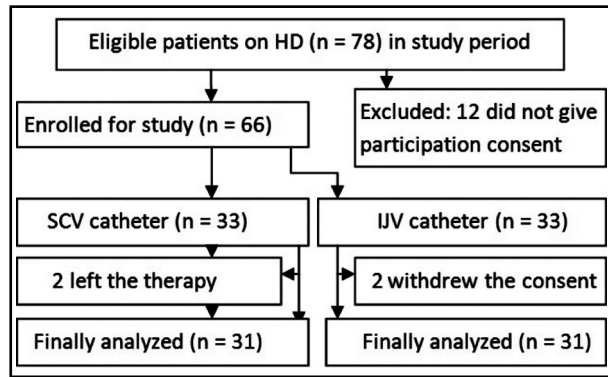 Eligible patients on HD (n = 78) in study period
Enrolled for study (n = 66)
Excluded: 12 did not give
participation consent
SCV catheter (n = 33)
IJV catheter (n = 33)
2 left the therapy
2 withdrew the consent
Finally analyzed (n = 31)
Finally analyzed (n = 31)